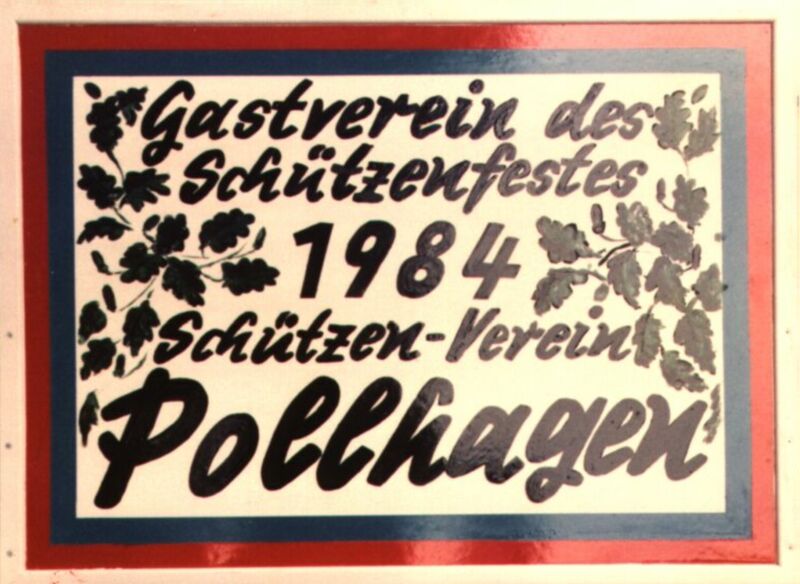 Gastverein des
Schützenfestes
1984
Schützen-Verein
Pollhagen